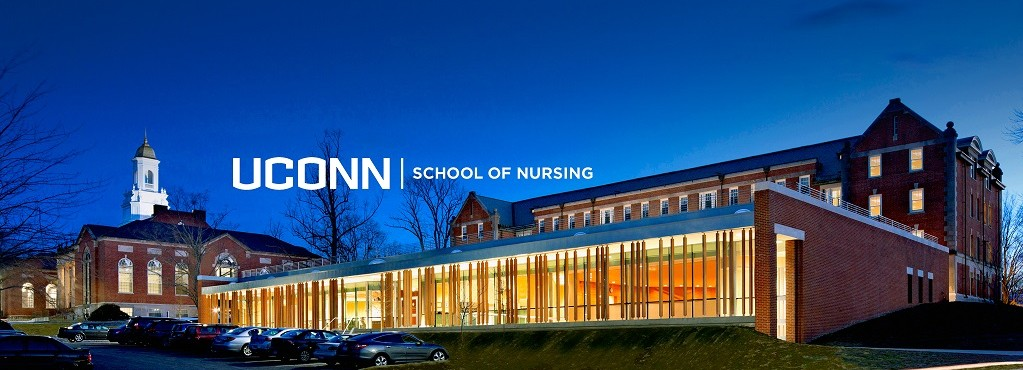 UCONN | SCHOOL OF NURSING